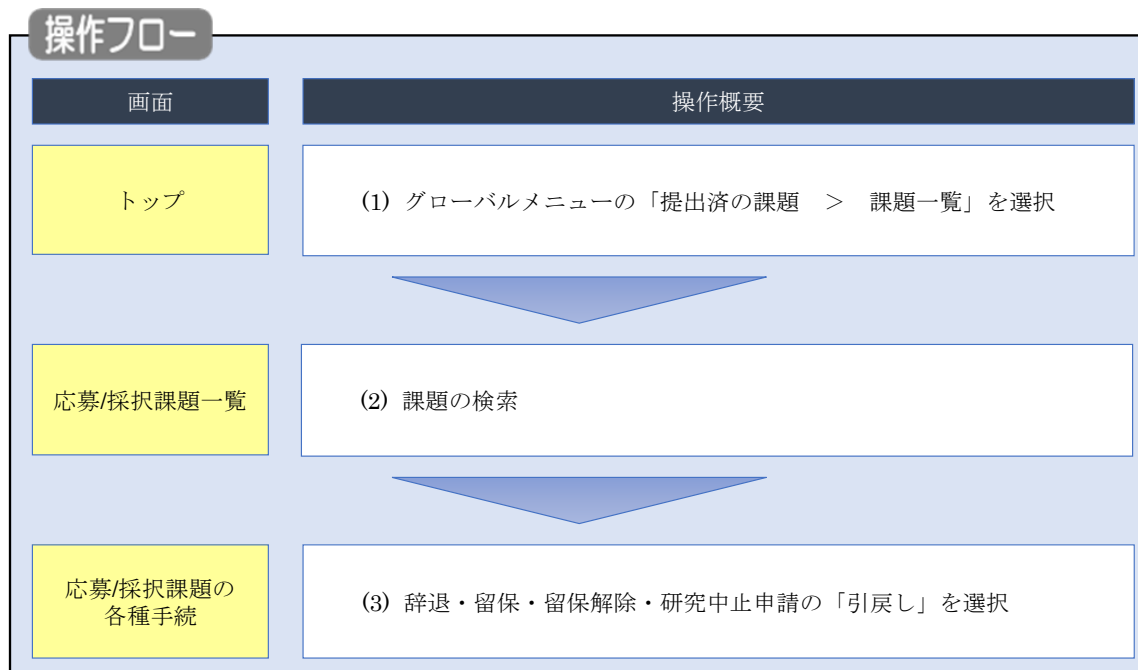 操作フロー
画面
操作概要
トップ
(1) グローバルメニューの「提出済の課題　＞　課題一覧」を選択
応募/採択課題一覧
(2) 課題の検索
応募/採択課題の
各種手続
(3) 辞退・留保・留保解除・研究中止申請の「引戻し」を選択